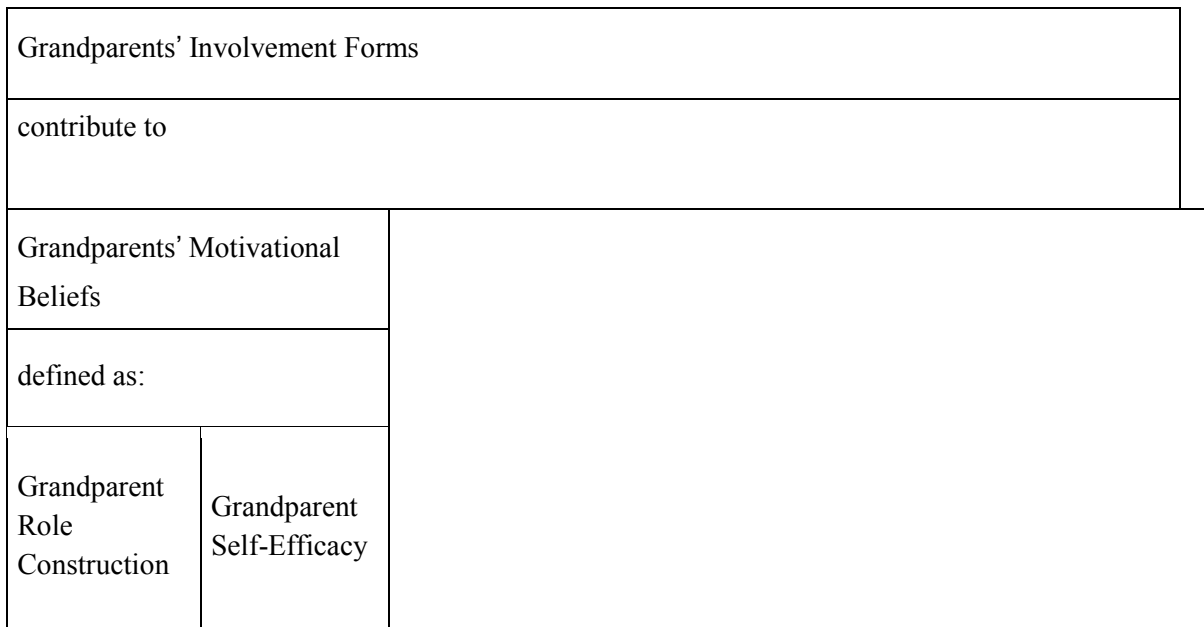 Grandparents’ Involvement Forms
contribute to
Grandparents’ Motivational
Beliefs
defined as:
Grandparent
Role
Construction
Grandparent
Self-Efficacy